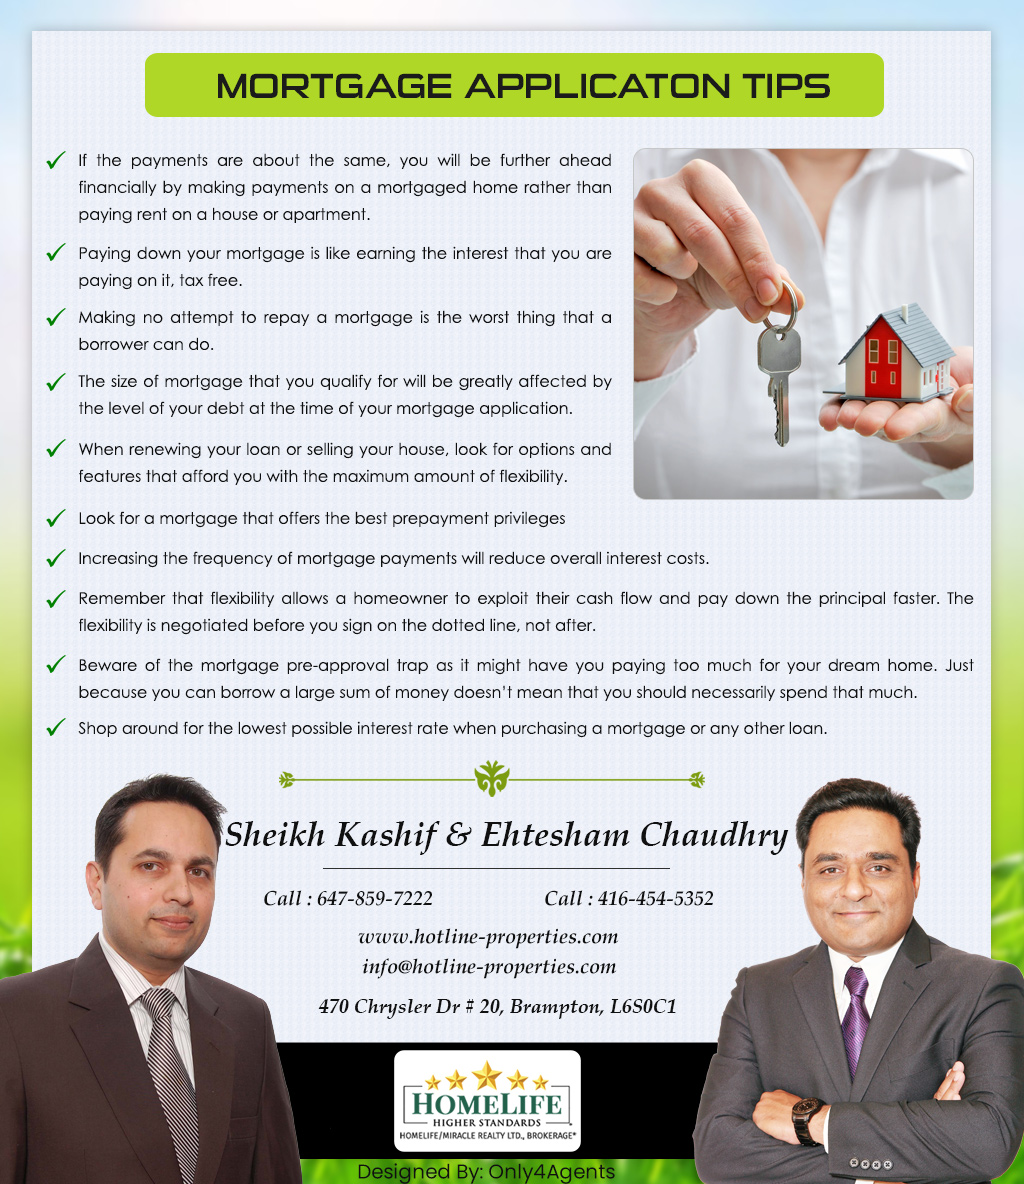 MORTGAGE APPLICATON TIPS
If the payments are about the same, you will be further ahead
financially by making payments on a mortgaged home rather than
paying rent on a house or apartment.
Paying down your mortgage is like earning the interest that you are
paying on it, tax free.
Making no attempt to repay a mortgage is the worst thing that a
borrower can do.
The size of mortgage that you qualify for will be greatly affected by
the level of your debt at the time of your mortgage application.
When renewing your loan or selling your house, look for options and
features that afford you with the maximum amount of flexibility.
Look for a mortgage that offers the best prepayment privileges
Increasing the frequency of mortgage payments will reduce overall interest costs.
Remember that flexibility allows a homeowner to exploit their cash flow and pay down the principal faster. The
flexibility is negotiated before you sign on the dotted line, not after.
Beware of the mortgage pre-approval trap as it might have you paying too much for your dream home. Just
because you can borrow a large sum of money doesn't mean that you should necessarily spend that much.
Shop around for the lowest possible interest rate when purchasing a mortgage or any other loan.
Sheikh Kashif & Ehtesham Chaudhry
Call : 647-859-7222 Call : 416-454-5352
www.hotline-properties.com
info@hotline-properties.com
470 Chrysler Dr # 20, Brampton, L6S0C1
HOMELIFE
HIGHER STANDARDS
HOMELIFE/MIRACLE REALTY LTD., BROKERAGE*
Designed By: Only4Agents